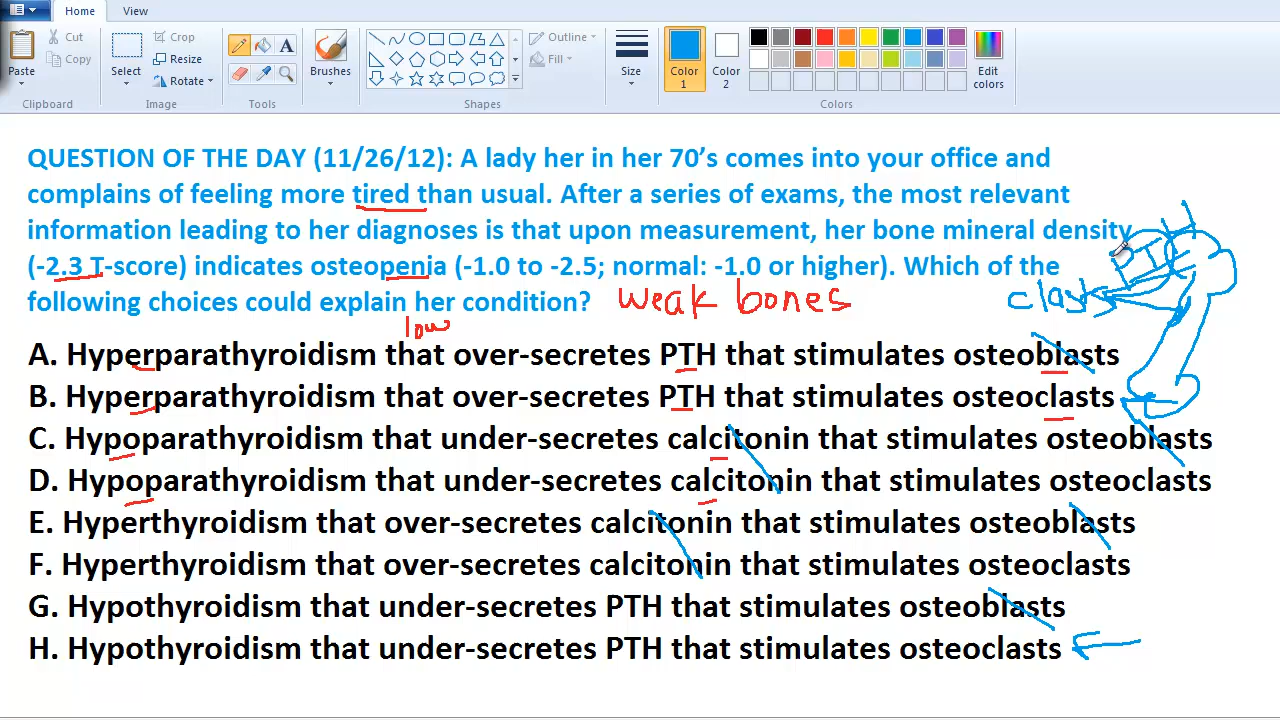 Home View
Cut
Copy
Paste
Clipboard
Select
Crop
Resize
Rotate
Image
A
Tools
Brushes
Shapes
Outline
Fill
Size
Color 1
Color 2
Edit colors
Colors
QUESTION OF THE DAY (11/26/12): A lady her in her 70’s comes into your office and
complains of feeling more tired than usual. After a series of exams, the most relevant
information leading to her diagnoses is that upon measurement, her bone mineral density
(-2.3 T-score) indicates osteopenia (-1.0 to -2.5; normal: -1.0 or higher). Which of the
following choices could explain her condition? weak bones
clasts
low
A. Hyperparathyroidism that over-secretes PTH that stimulates osteoblasts
B. Hyperparathyroidism that over-secretes PTH that stimulates osteoclasts
C. Hypoparathyroidism that under-secretes calcitonin that stimulates osteoblasts
D. Hypoparathyroidism that under-secretes calcitonin that stimulates osteoclasts
E. Hyperthyroidism that over-secretes calcitonin that stimulates osteoblasts
F. Hyperthyroidism that over-secretes calcitonin that stimulates osteoclasts
G. Hypothyroidism that under-secretes PTH that stimulates osteoblasts
H. Hypothyroidism that under-secretes PTH that stimulates osteoclasts